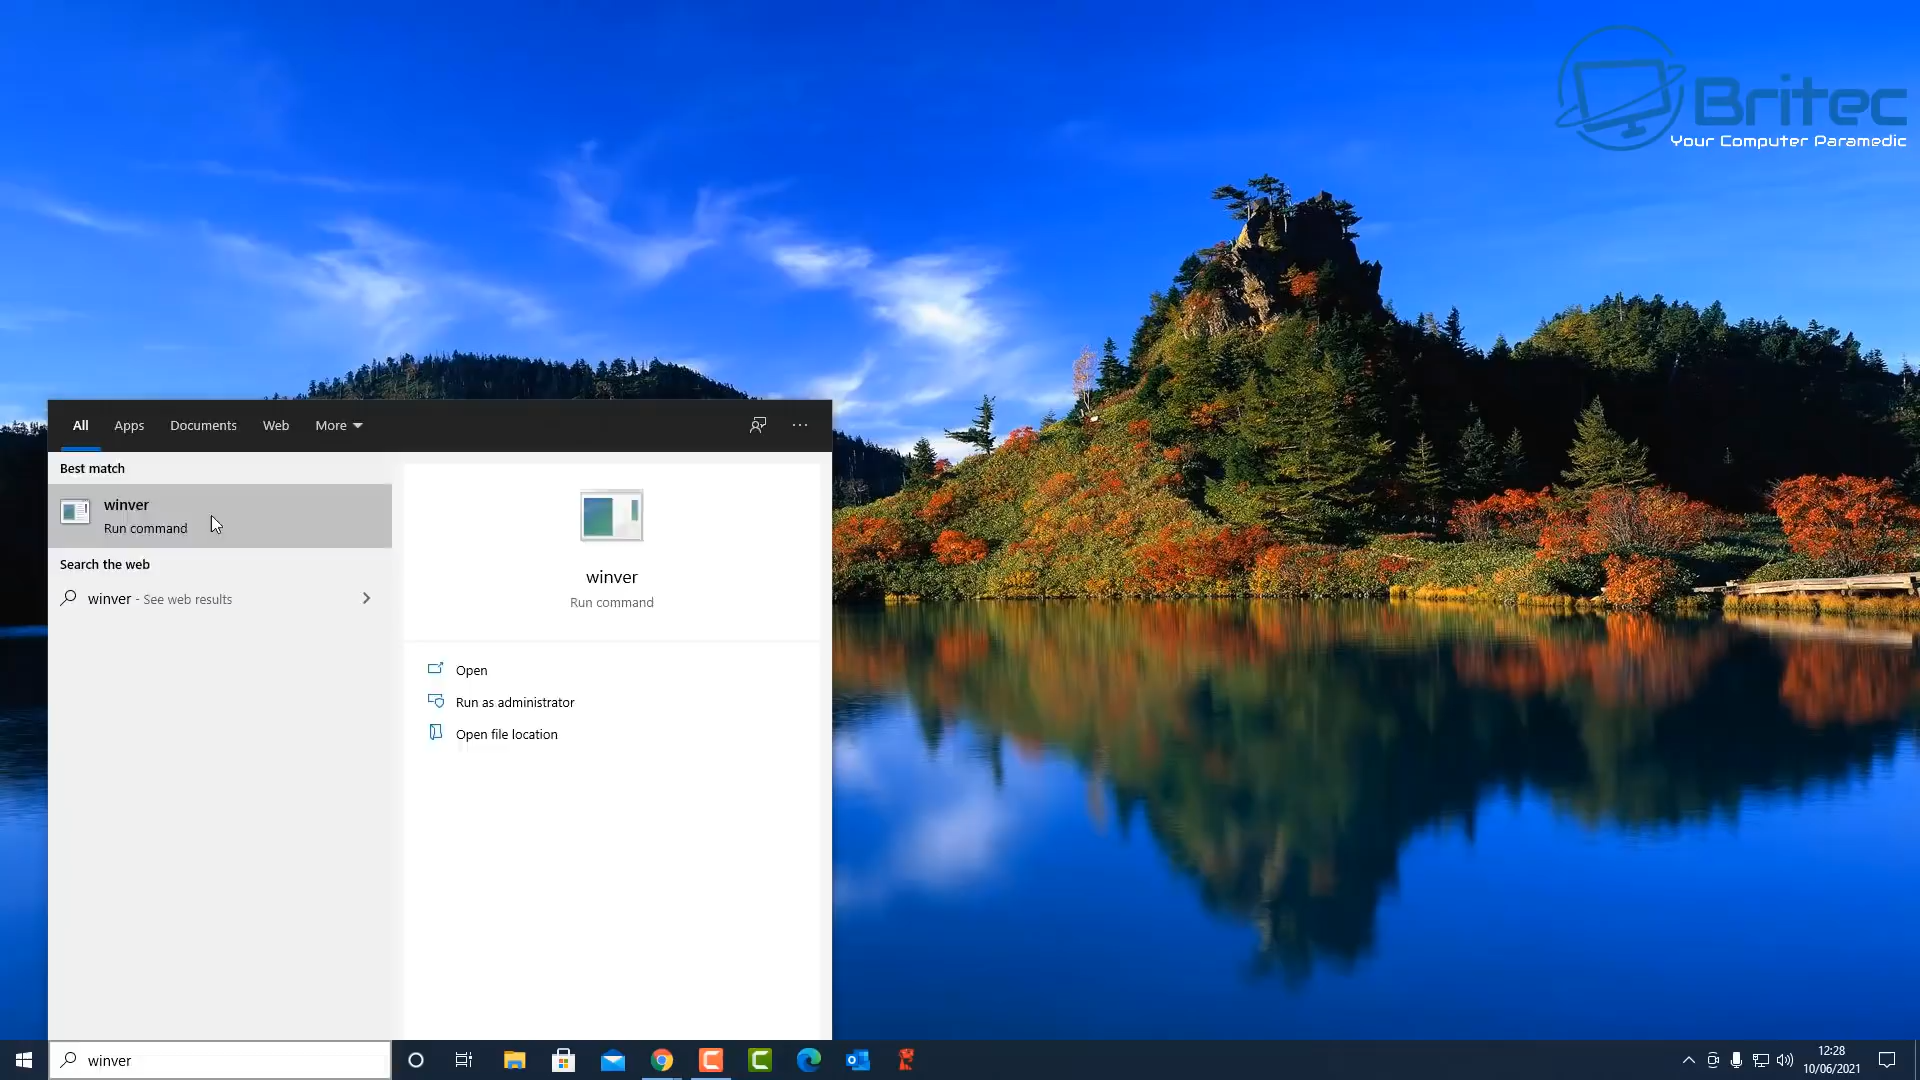 Britec
Your Computer Paramedic
All Apps Documents Web More
Best match
winver
Run command
Search the web
winver - See web results
winver
Run command
Open
Run as administrator
Open file location
winver
12:28
10/06/2021